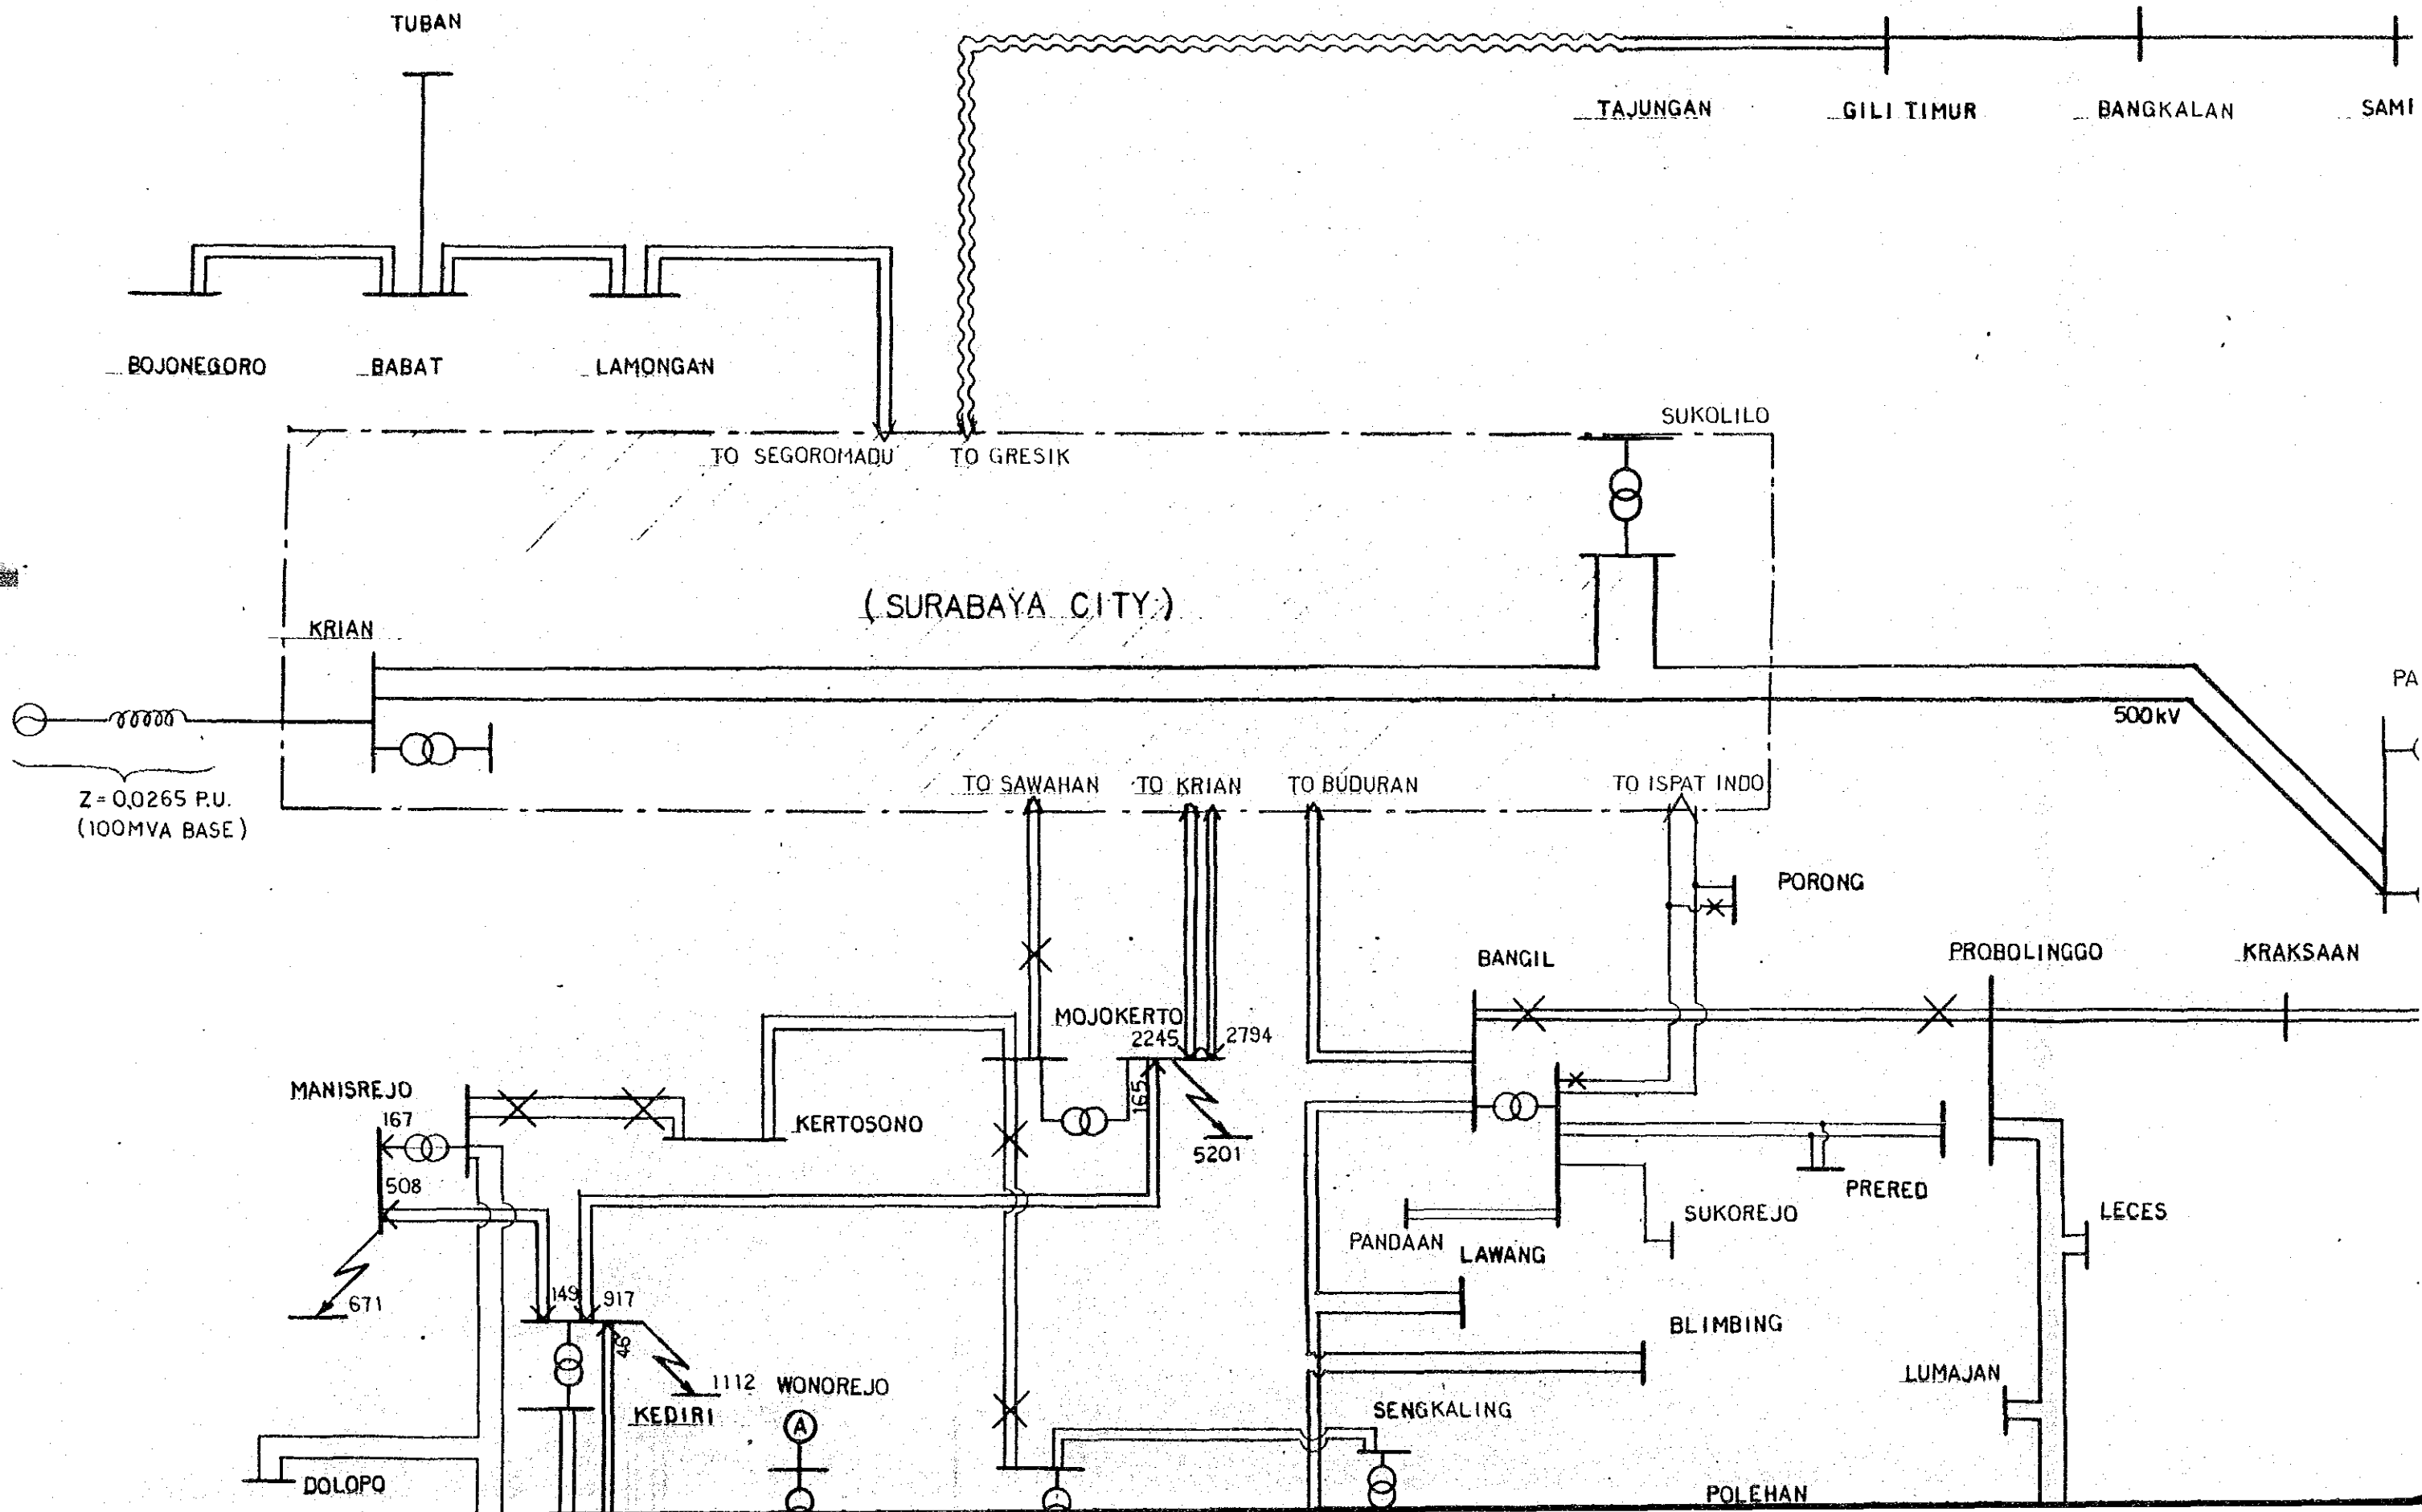 TUBAN
TAJUNGAN
GILI TIMUR
BANGKALAN
SAMI
BOJONEGORO
BABAT
LAMONGAN
SUKOLILO
TO SEGOROMADU
TO GRESIK
(SURABAYA CITY)
KRIAN
PA
500kV
Z=0,0265 P.U.
(100MVA BASE)
TO SAWAHAN
TO KRIAN
TO BUDURAN
TO ISPAT INDO
PORONG
BANGIL
PROBOLINGGO
KRAKSAAN
MOJOKERTO
2245
2794
MANISREJO
167
165
KERTOSONO
5201
508
PRERED
SUKOREJO
LECES
PANDAAN
LAWANG
671
149
917
46
BLIMBING
1112
WONOREJO
LUMAJAN
KEDIRI
A
SENGKALING
DOLOPO
POLEHAN